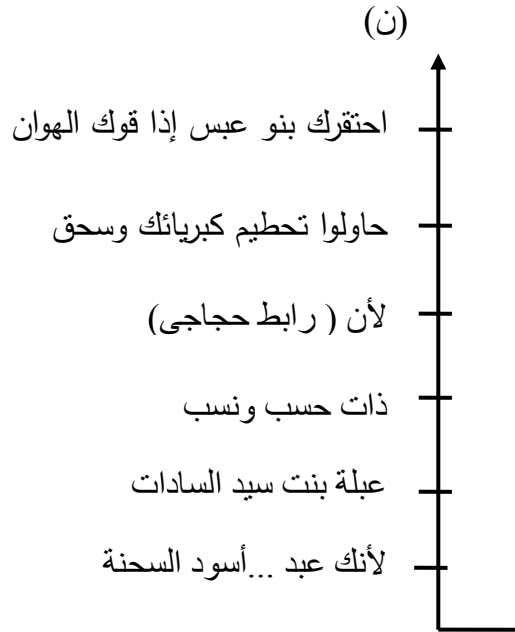 (ن)
احتقرك بنو عبس إذا قوك الهوان
حاولوا تحطيم كبريائك وسحق
لأن ( رابط حجاجى)
ذات حسب ونسب
عبلة بنت سيد السادات
لأنك عبد ...أسود السحنة